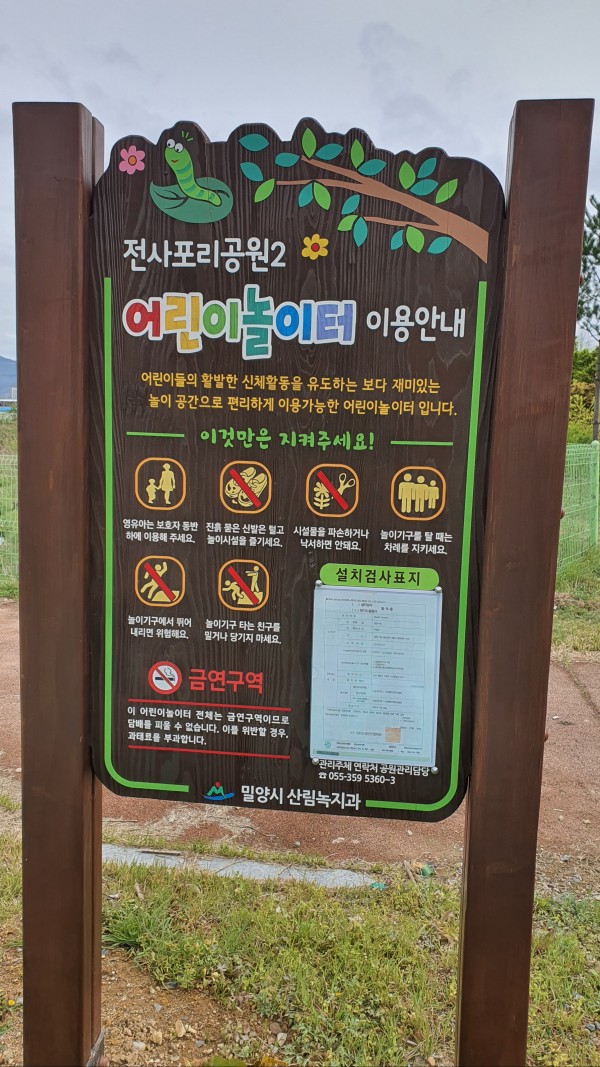 전사포리공원2
어린이놀이터 이용안내
어린이들의 활발한 신체활동을 유도하는 보다 재미있는
놀이 공간으로 편리하게 이용가능한 어린이놀이터 입니다.
이것만은 지켜주세요!
영유아는 보호자 동반
하에 이용해 주세요.
진흙 묻은 신발은 털고
놀이시설을 즐기세요.
시설물을 파손하거나
낙서하면 안돼요.
놀이기구를 탈 때는
차례를 지키세요.
놀이기구에서 뛰어
내리면 위험해요.
놀이기구 타는 친구를
밀거나 당기지 마세요.
설치검사표지
금연구역
이 어린이놀이터 전체는 금연구역이므로
담배를 피울 수 없습니다. 이를 위반할 경우,
과태료를 부과합니다.
관리주체 연락처 공원관리담당
☎ 055-359 5360~3
밀양시 산림녹지과